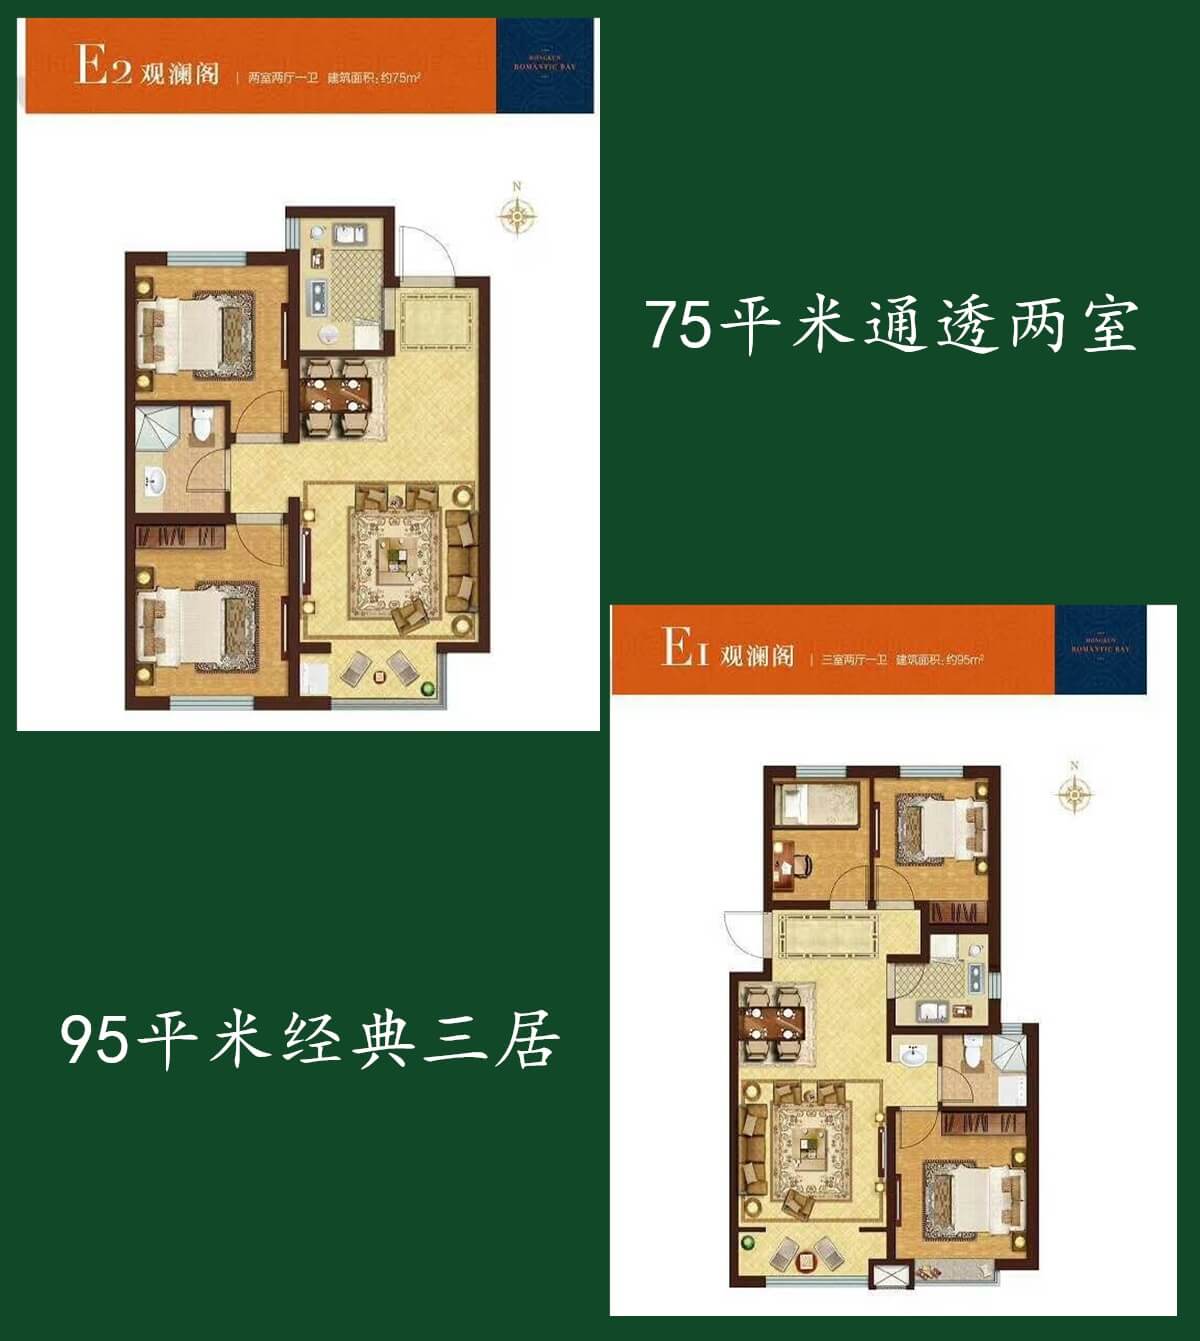 E2 观澜阁 | 两室两厅一卫 建筑面积:约75m²
HONGKUN
ROMANTIC BAY
N
75平米通透两室
E1 观澜阁 | 三室两厅一卫 建筑面积:约95m²
HONGKUN
ROMANTIC BAY
N
95平米经典三居